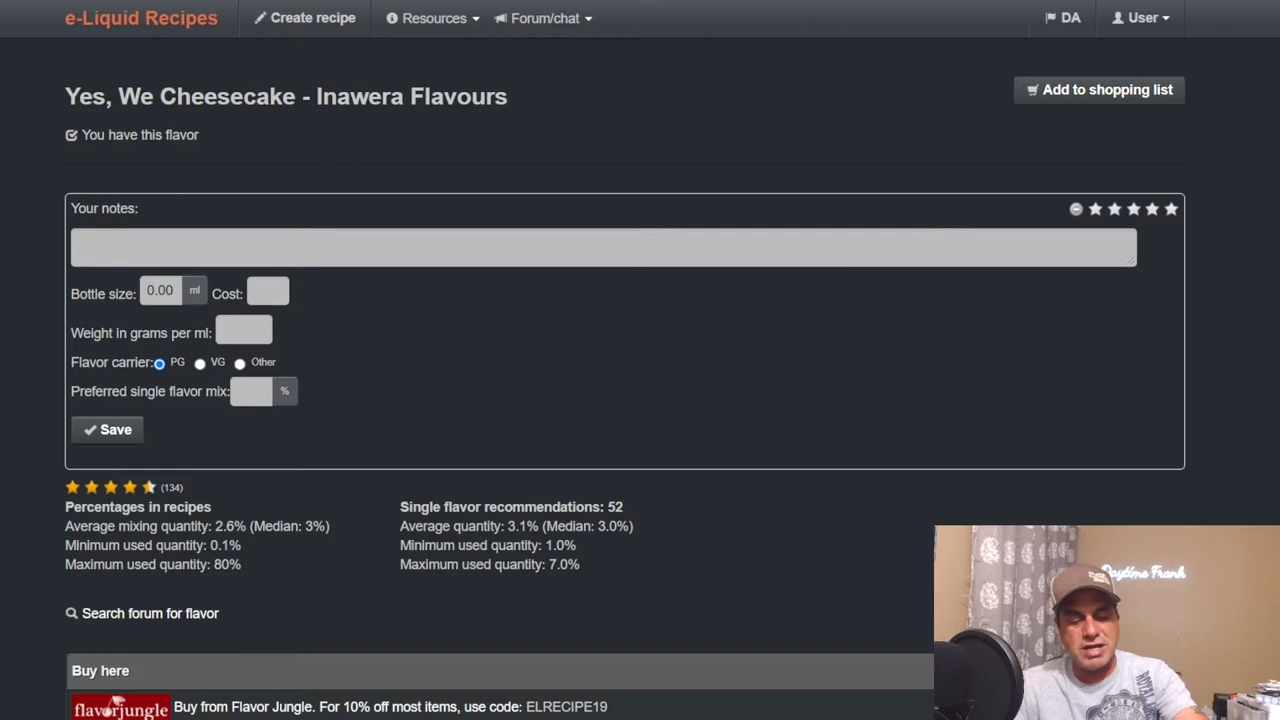 e-Liquid Recipes Create recipe Resources Forum/chat DA User
Yes, We Cheesecake - Inawera Flavours
Add to shopping list
You have this flavor
Your notes:
Bottle size: 0.00 ml Cost:
Weight in grams per ml:
Flavor carrier: PG VG Other
Preferred single flavor mix: %
Save
(134)
Percentages in recipes
Average mixing quantity: 2.6% (Median: 3%)
Minimum used quantity: 0.1%
Maximum used quantity: 80%
Single flavor recommendations: 52
Average quantity: 3.1% (Median: 3.0%)
Minimum used quantity: 1.0%
Maximum used quantity: 7.0%
Daytime Frank
Search forum for flavor
Buy here
flavorjungle Buy from Flavor Jungle. For 10% off most items, use code: ELRECIPE19